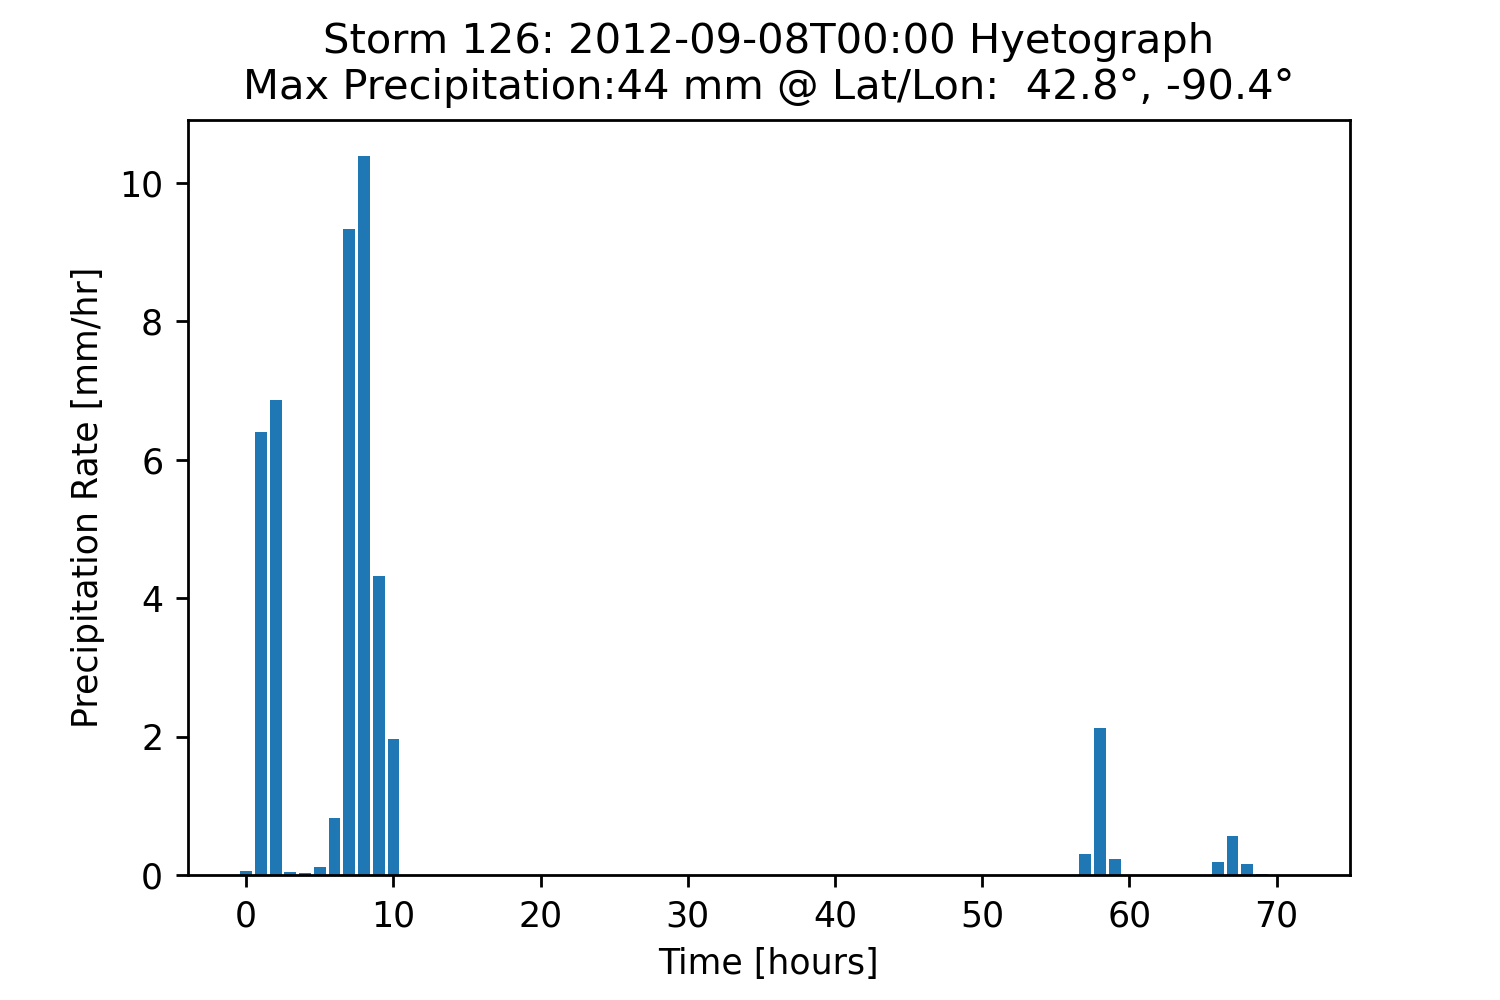 Storm 126: 2012-09-08T00:00 Hyetograph
Max Precipitation:44 mm @ Lat/Lon:  42.8°, -90.4°
10
8
6
4
2
0
Precipitation Rate [mm/hr]
0 10 20 30 40 50 60 70
Time [hours]